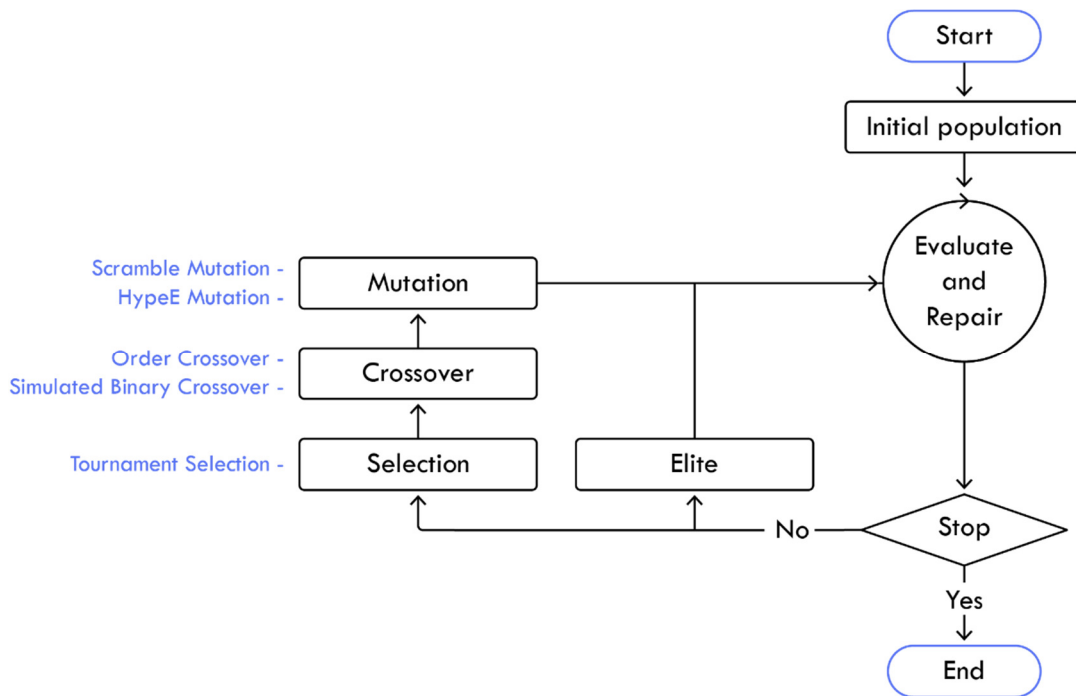 Start
Initial population
Evaluate
and
Repair
Scramble Mutation -
HypeE Mutation -
Mutation
Order Crossover -
Simulated Binary Crossover -
Crossover
Tournament Selection -
Selection
Elite
No
Stop
Yes
End